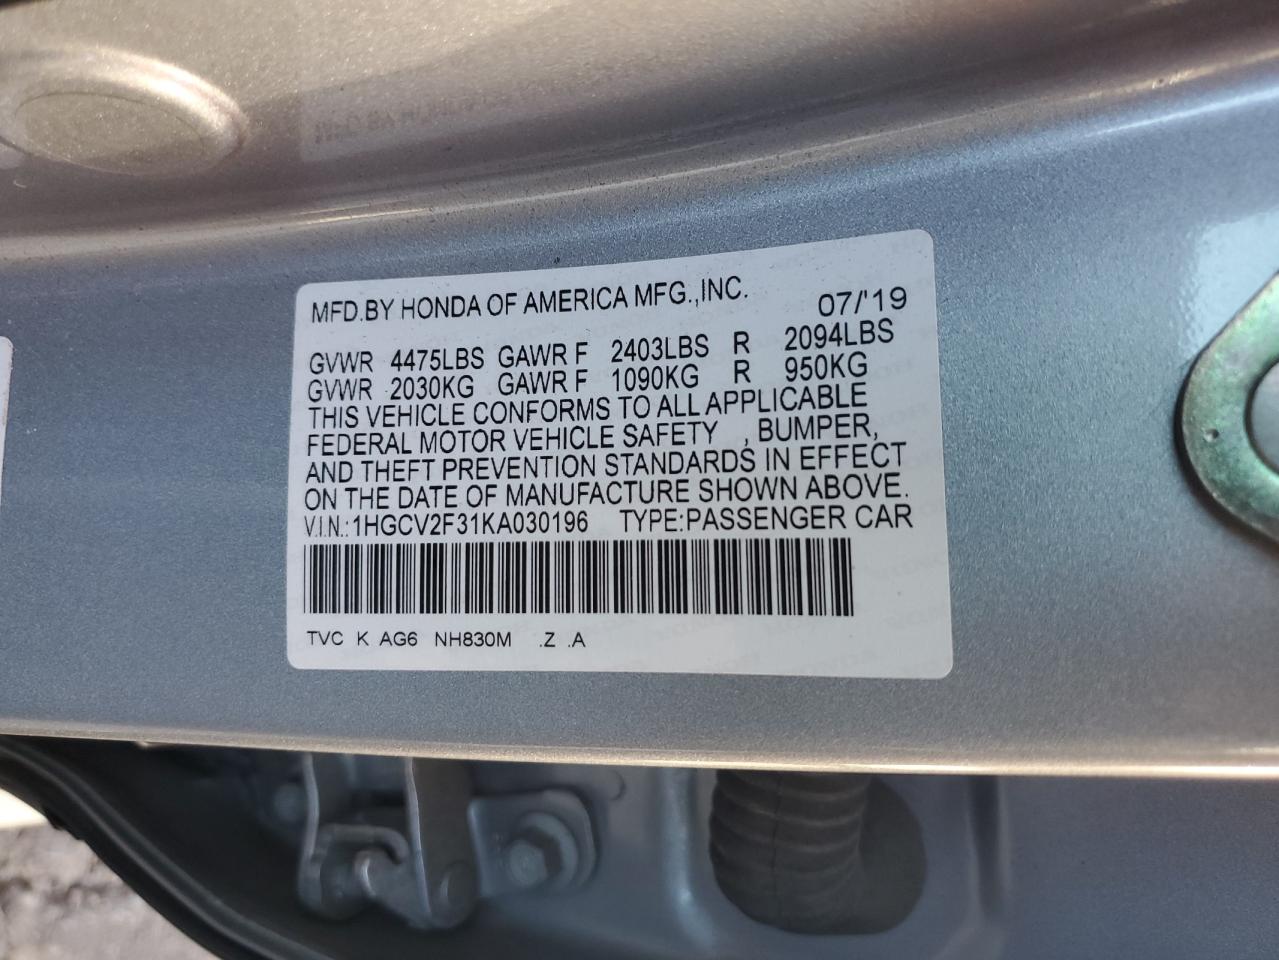 MFD.BY HONDA OF AMERICA MFG.,INC. 07/'19
GVWR 4475LBS GAWR F 2403LBS R 2094LBS
GVWR 2030KG GAWR F 1090KG R 950KG
THIS VEHICLE CONFORMS TO ALL APPLICABLE
FEDERAL MOTOR VEHICLE SAFETY , BUMPER,
AND THEFT PREVENTION STANDARDS IN EFFECT
ON THE DATE OF MANUFACTURE SHOWN ABOVE.
V.I.N.:1HGCV2F31KA030196 TYPE:PASSENGER CAR
TVC K AG6 NH830M .Z .A